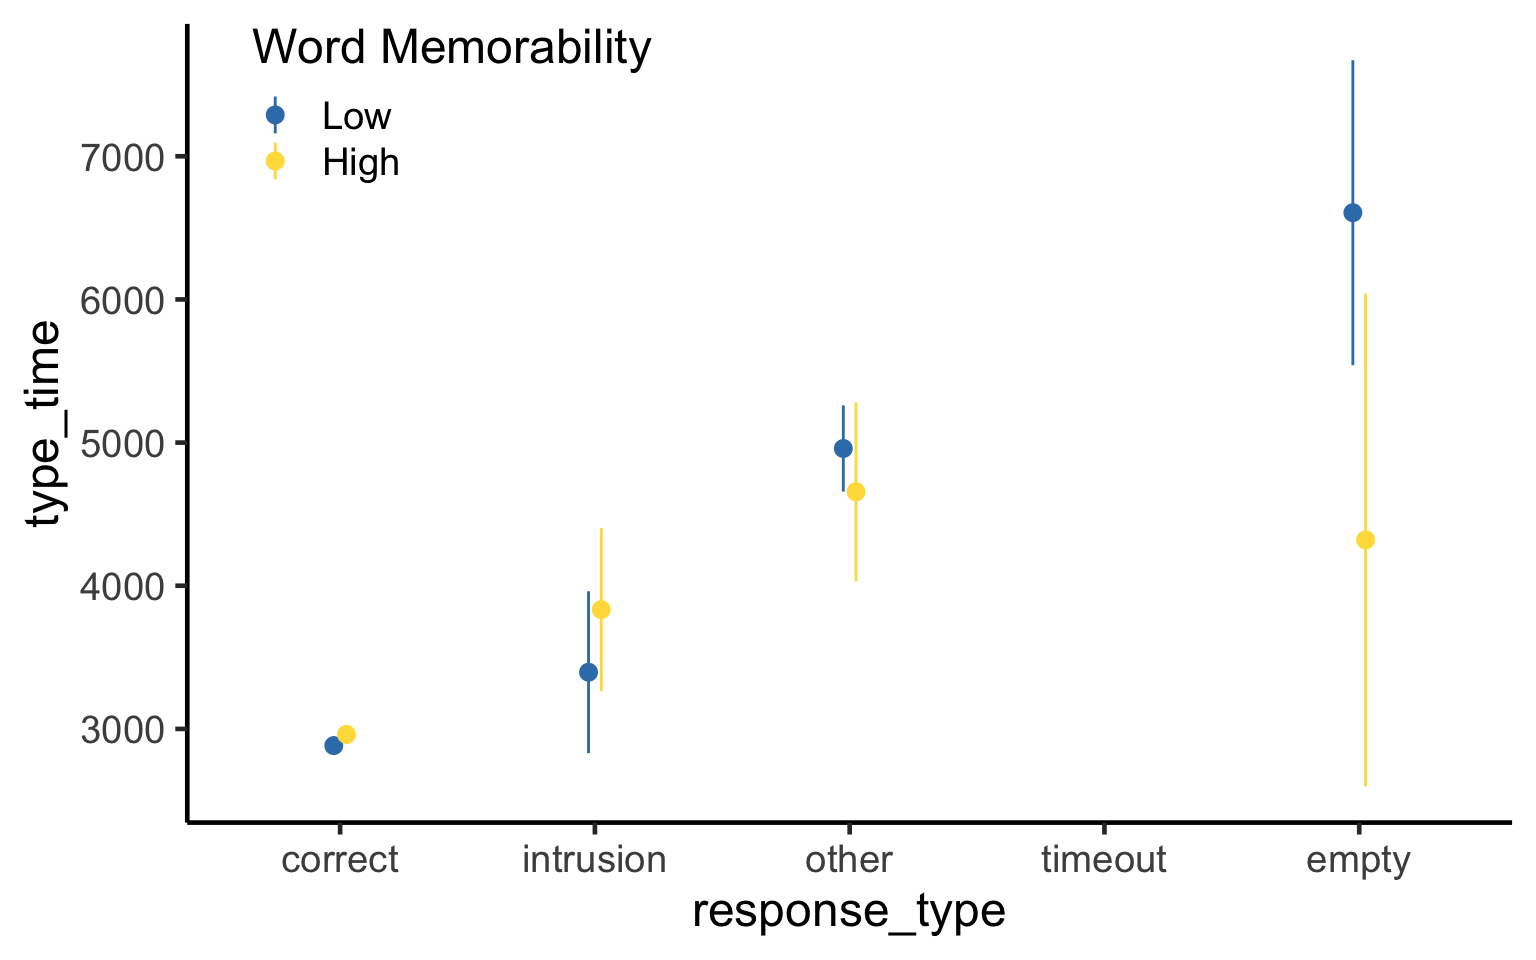 Word Memorability
Low
High
7000
6000
5000
4000
3000
type_time
correct intrusion other timeout empty
response_type